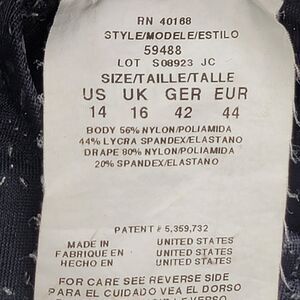 RN 40168
STYLE/MODELE/ESTILO
59488
LOT S08923 JC
SIZE/TAILLE/TALLE
US UK GER EUR
14 16 42 44
BODY 56% NYLON/POLIAMIDA
44% LYCRA SPANDEX/ELASTANO
DRAPE 80% NYLON/POLIAMIDA
20% SPANDEX/ELASTANO
PATENT # 5,359,732
MADE IN UNITED STATES
FABRIQUE EN UNITED STATES
HECHO EN UNITED STATES
FOR CARE SEE REVERSE SIDE
PARA EL CUIDADO VEA EL DORSO